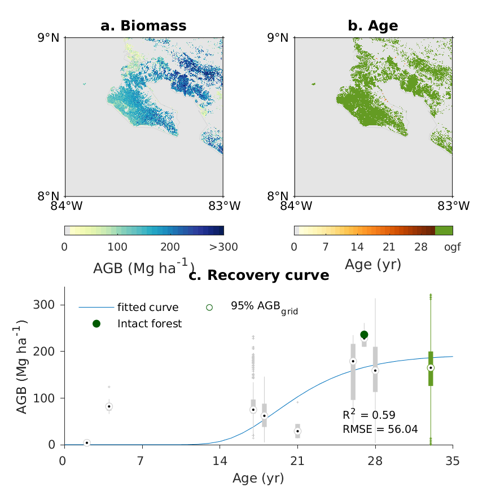 a. Biomass
b. Age
9°N
8°N
84°W
83°W
9°N
8°N
84°W
83°W
0 100 200 >300
AGB (Mg ha⁻¹)
0 7 14 21 28 ogf
Age (yr)
c. Recovery curve
fitted curve
95% AGB_grid
Intact forest
AGB (Mg ha⁻¹)
300
200
100
0
R² = 0.59
RMSE = 56.04
0 7 14 21 28 35
Age (yr)